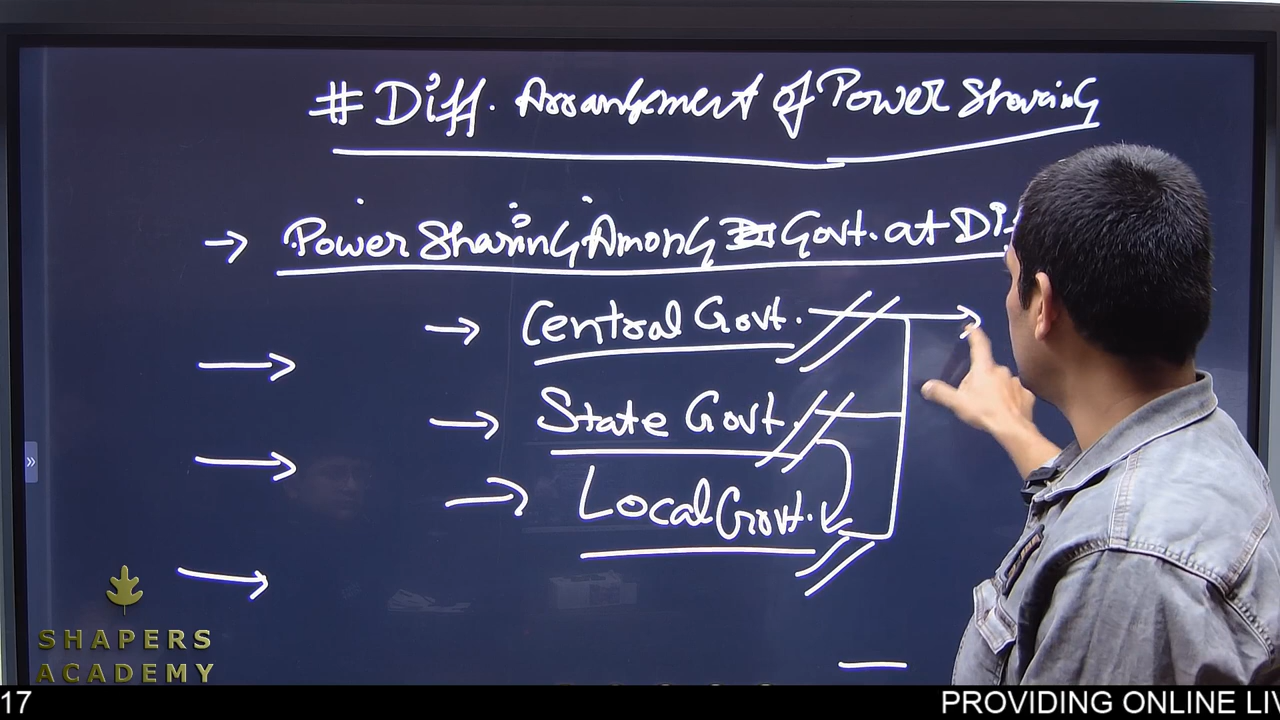 # Diff. Arrangement of Power Sharing
→ Power Sharing Among Govt. at Dif
→ Central Govt. →
→
→ State Govt.
→
→ Local Govt.
→
SHAPERS
ACADEMY
17 PROVIDING ONLINE LIV